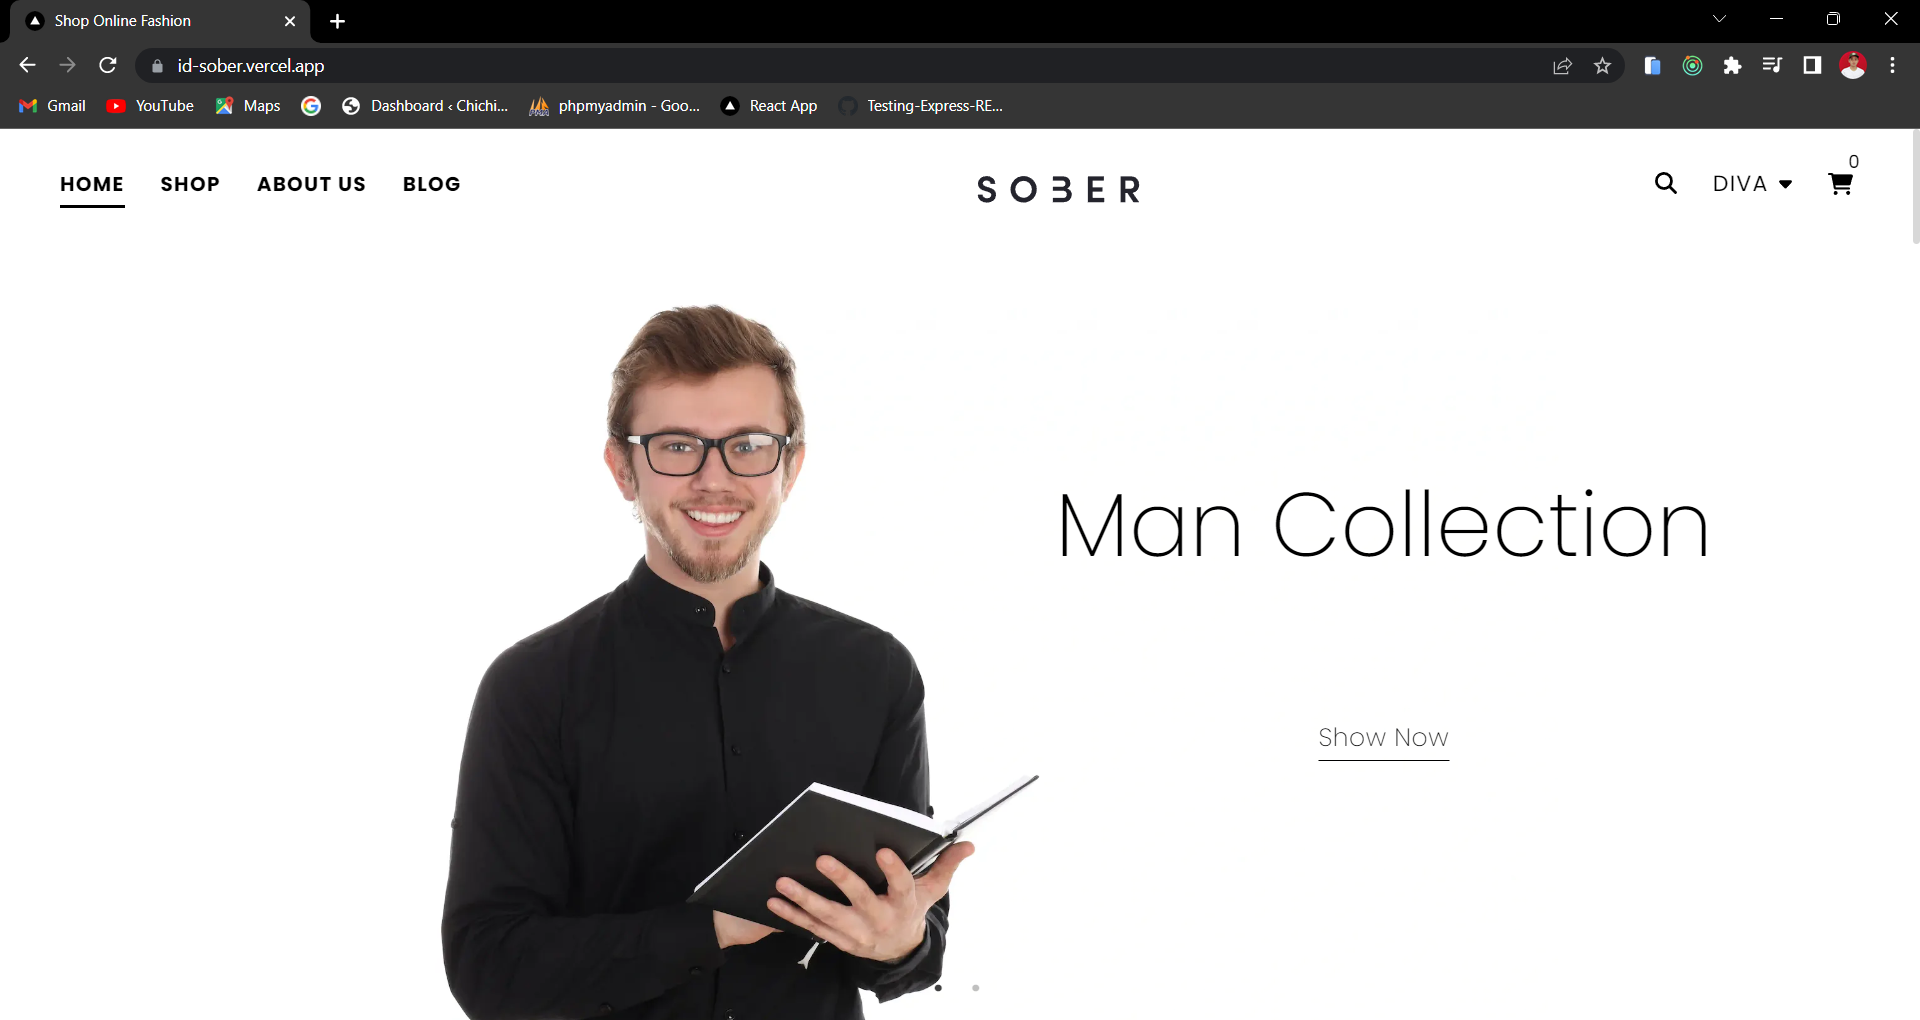 Shop Online Fashion
id-sober.vercel.app
Gmail YouTube Maps Dashboard ‹ Chichi... phpmyadmin - Goo... React App Testing-Express-RE...
0
HOME SHOP ABOUT US BLOG SOBER DIVA
Man Collection
Show Now